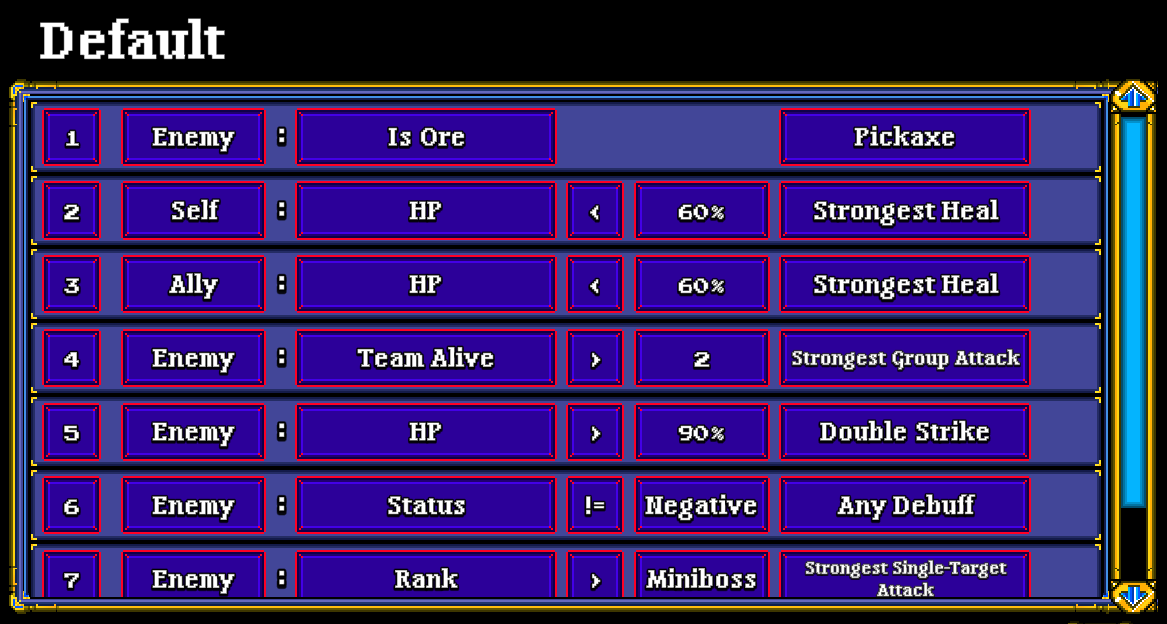 Default
1 Enemy : Is Ore Pickaxe
2 Self : HP < 60% Strongest Heal
3 Ally : HP < 60% Strongest Heal
4 Enemy : Team Alive > 2 Strongest Group Attack
5 Enemy : HP > 90% Double Strike
6 Enemy : Status != Negative Any Debuff
7 Enemy : Rank > Miniboss Strongest Single-Target
Attack